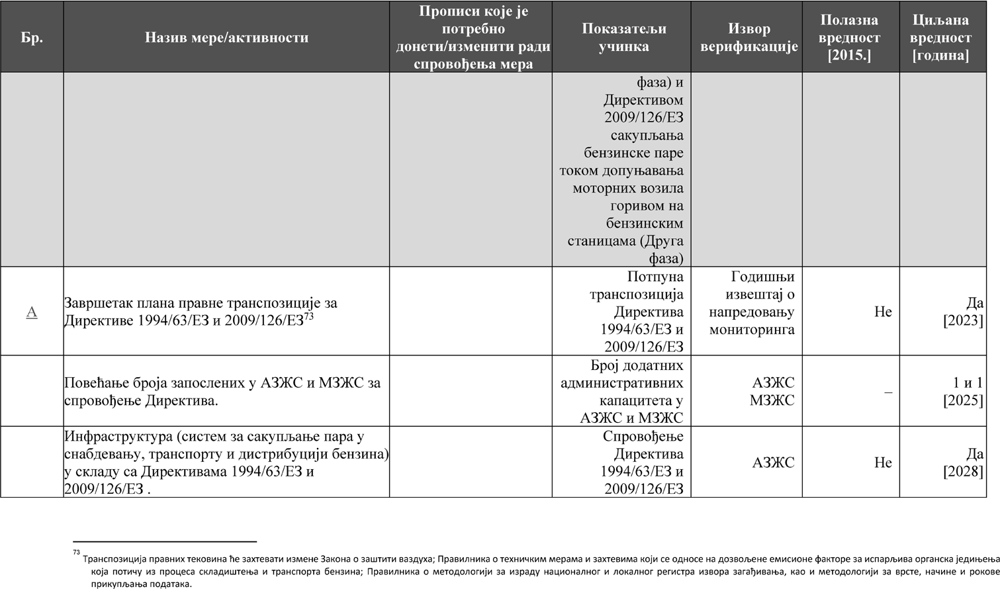 Бр.
Назив мере/активности
Прописи које је
потребно
донети/изменити ради
спровођења мера
Показатељи
учинка
Извор
верификације
Полазна
вредност
[2015.]
Циљана
вредност
[година]
фаза) и
Директивом
2009/126/ЕЗ
сакупљања
бензинске паре
током допуњавања
моторних возила
горивом на
бензинским
станицама (Друга
фаза)
А
Завршетак плана правне транспозиције за
Директиве 1994/63/ЕЗ и 2009/126/ЕЗ73
Потпуна
транспозиција
Директива
1994/63/ЕЗ и
2009/126/ЕЗ
Годишњи
извештај о
напредовању
мониторинга
Не
Да
[2023]
Повећање броја запослених у АЗЖС и МЗЖС за
спровођење Директива.
Број додатних
административних
капацитета у
АЗЖС и МЗЖС
АЗЖС
МЗЖС
–
1 и 1
[2025]
Инфраструктура (систем за сакупљање пара у
снабдевању, транспорту и дистрибуцији бензина)
у складу са Директивама 1994/63/ЕЗ и
2009/126/ЕЗ .
Спровођење
Директива
1994/63/ЕЗ и
2009/126/ЕЗ
АЗЖС
Не
Да
[2028]
73 Транспозиција правних тековина ће захтевати измене Закона о заштити ваздуха; Правилника о техничким мерама и захтевима који се односе на дозвољене емисионе факторе за испарљива органска једињења
која потичу из процеса складиштења и транспорта бензина; Правилника о методологији за израду националног и локалног регистра извора загађивања, као и методологији за врсте, начине и рокове
прикупљања података.